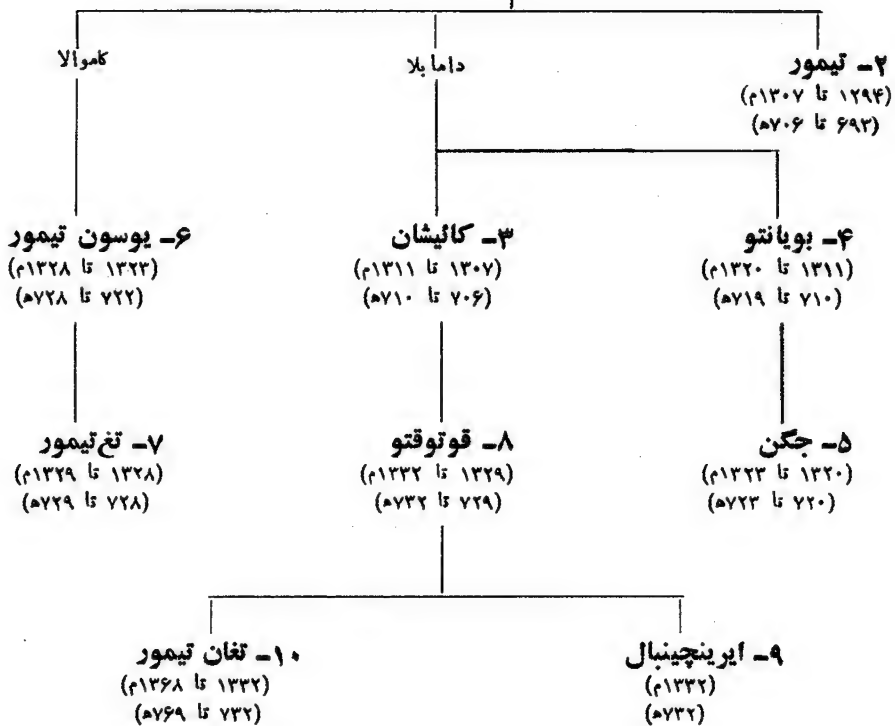 کاموالا
دامابلا
۲- تیمور
(۱۲۹۴ تا ۱۳۰۷م)
(۶۹۳ تا ۷۰۶ه)
۴- بویانتو
(۱۳۱۱ تا ۱۳۲۰م)
(۷۱۰ تا ۷۱۹ه)
۳- کائیشان
(۱۳۰۷ تا ۱۳۱۱م)
(۷۰۶ تا ۷۱۰ه)
۶- یوسون تیمور
(۱۳۲۳ تا ۱۳۲۸م)
(۷۲۲ تا ۷۲۸ه)
۵- جگن
(۱۳۲۰ تا ۱۳۲۳م)
(۷۲۰ تا ۷۲۳ه)
۸- قوتوقتو
(۱۳۲۹ تا ۱۳۳۲م)
(۷۲۹ تا ۷۳۲ه)
۷- تغ‌تیمور
(۱۳۲۸ تا ۱۳۲۹م)
(۷۲۸ تا ۷۲۹ه)
۹- ایرینچینبال
(۱۳۳۲م)
(۷۳۲ه)
۱۰- تغان تیمور
(۱۳۳۲ تا ۱۳۶۸م)
(۷۳۲ تا ۷۶۹ه)